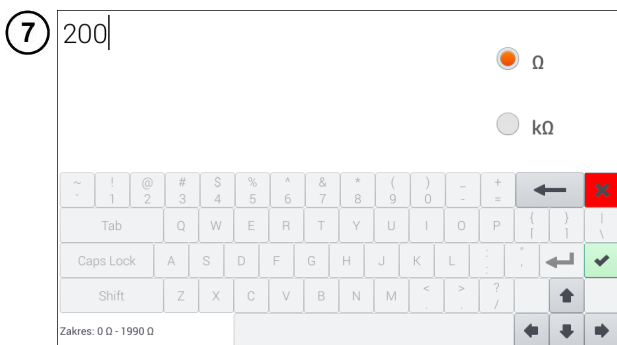 7
200
Ω
kΩ
~ ! @ # $ % ^ & * ( ) _ +
` 1 2 3 4 5 6 7 8 9 0 - =
Tab Q W E R T Y U I O P { } |
[ ] \
Caps Lock A S D F G H J K L : "
; '
Shift Z X C V B N M < > ?
, . /
Zakres: 0 Ω - 1990 Ω